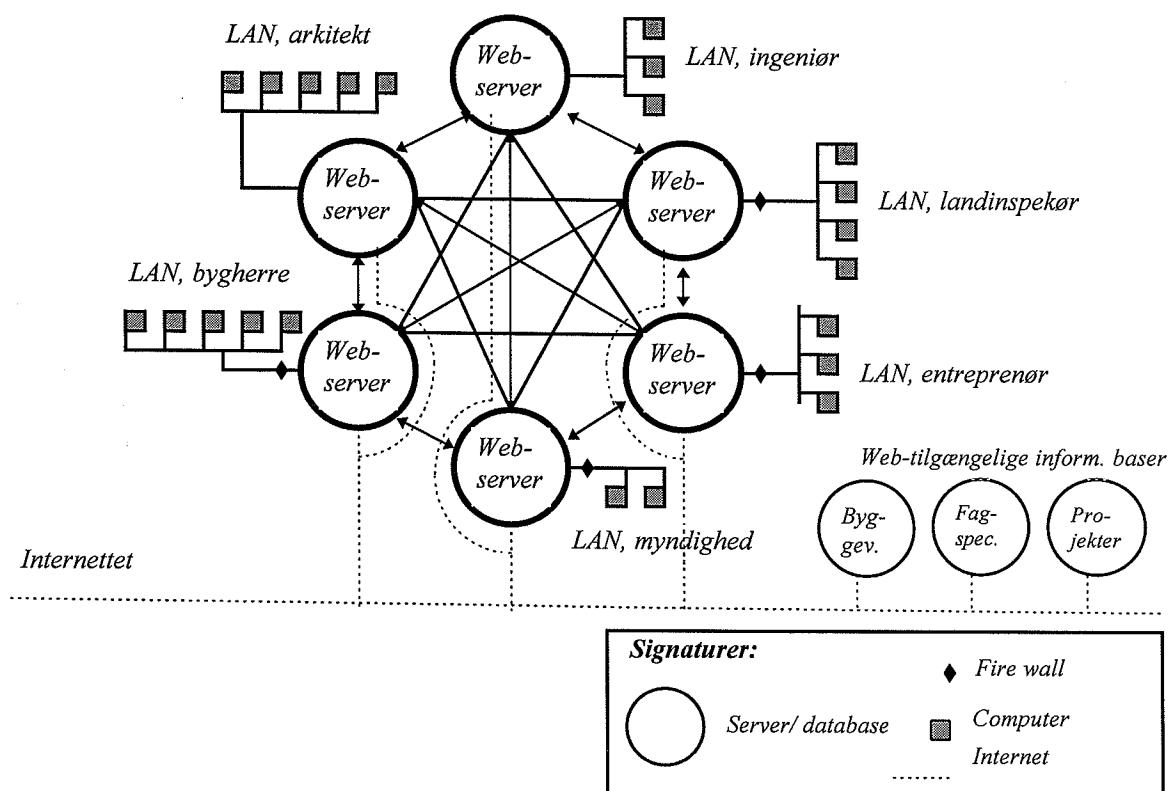 LAN, arkitekt
Web-
server
LAN, ingeniør
Web-
server
Web-
server
LAN, landinspekør
LAN, bygherre
Web-
server
Web-
server
LAN, entreprenør
Web-
server
LAN, myndighed
Web-tilgængelige inform. baser
Byg-
gev.
Fag-
spec.
Pro-
jekter
Internettet
Signaturer:
Server/ database
Fire wall
Computer
Internet